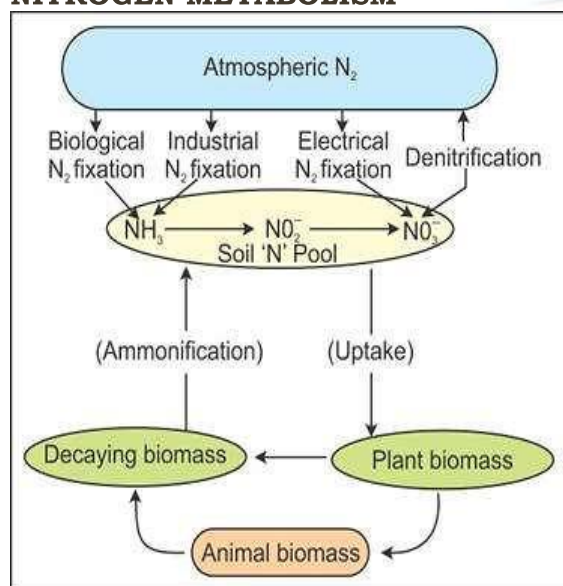 NITROGEN METABOLISM
Atmospheric N₂
Biological
N₂ fixation
Industrial
N₂ fixation
Electrical
N₂ fixation
Denitrification
NH₃
N0₂⁻
N0₃⁻
Soil 'N' Pool
(Ammonification)
(Uptake)
Decaying biomass
Plant biomass
Animal biomass